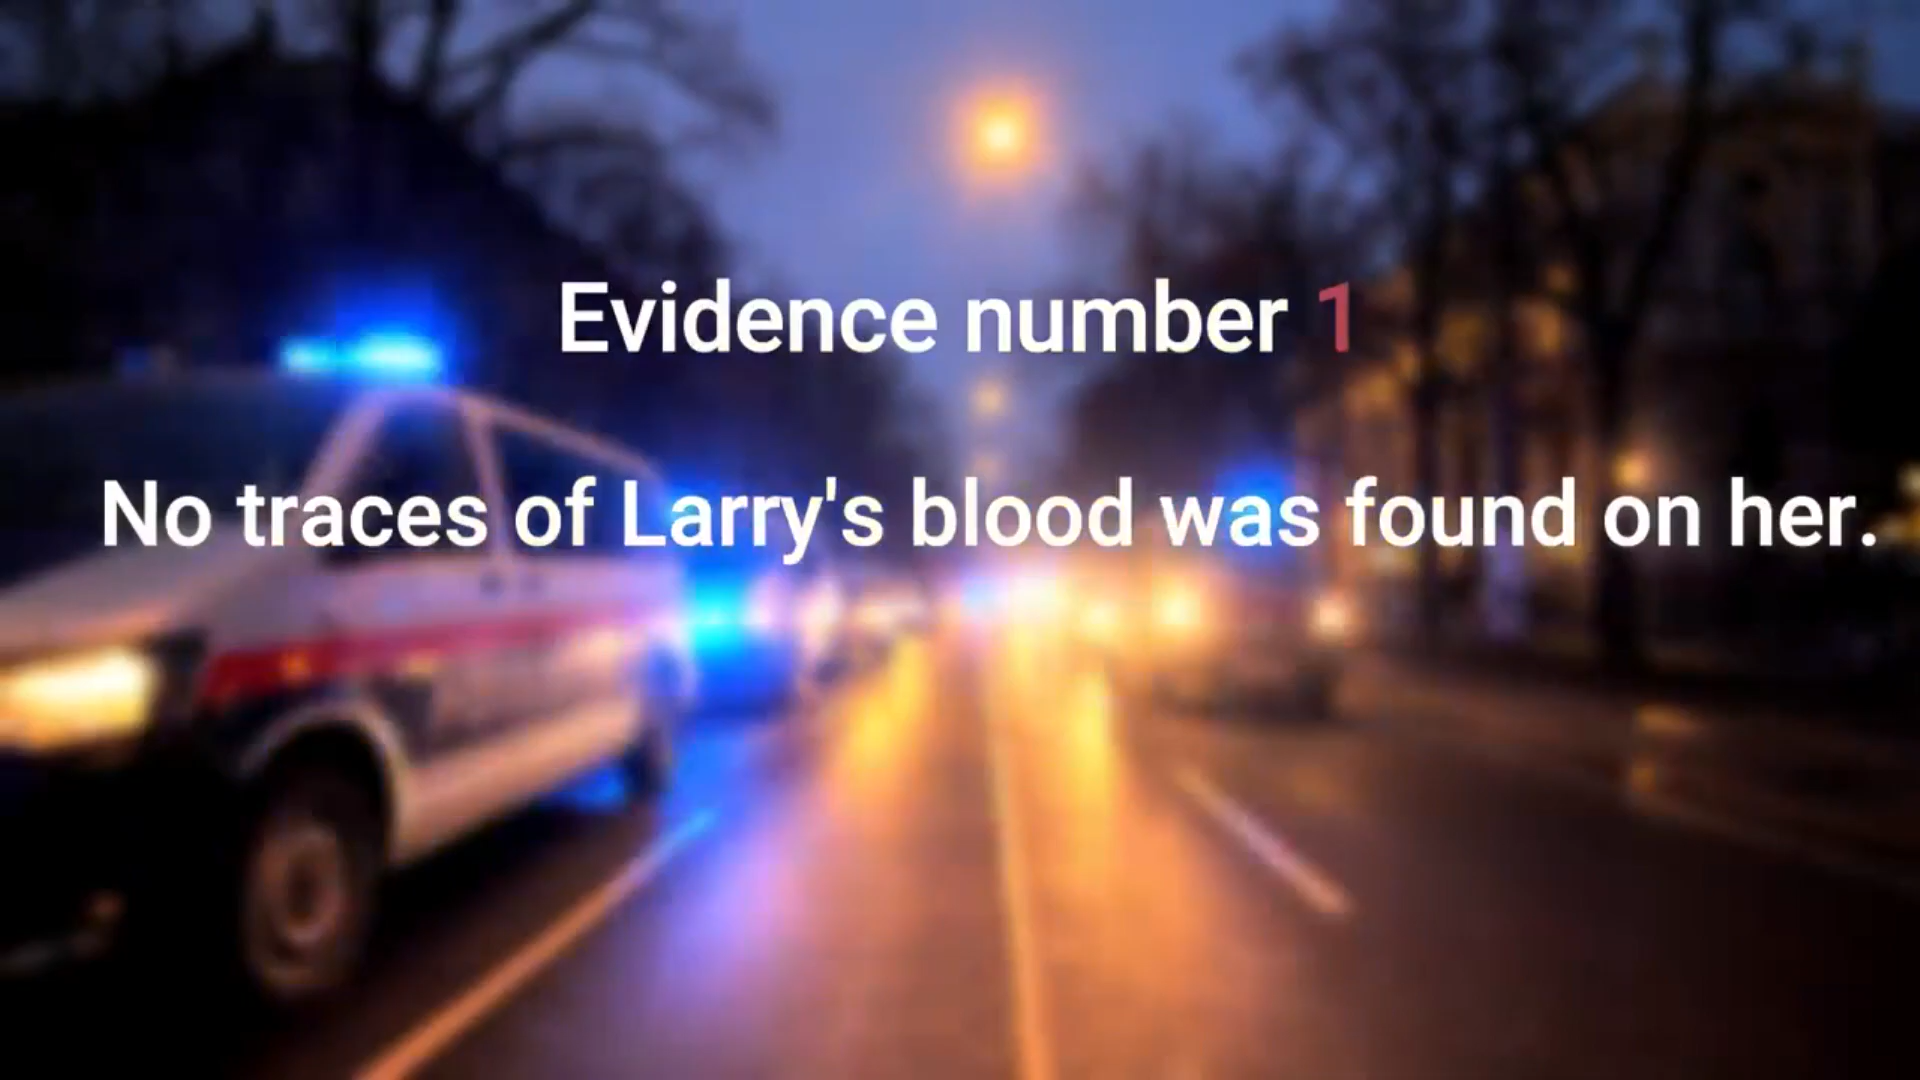 Evidence number 1
No traces of Larry's blood was found on her.